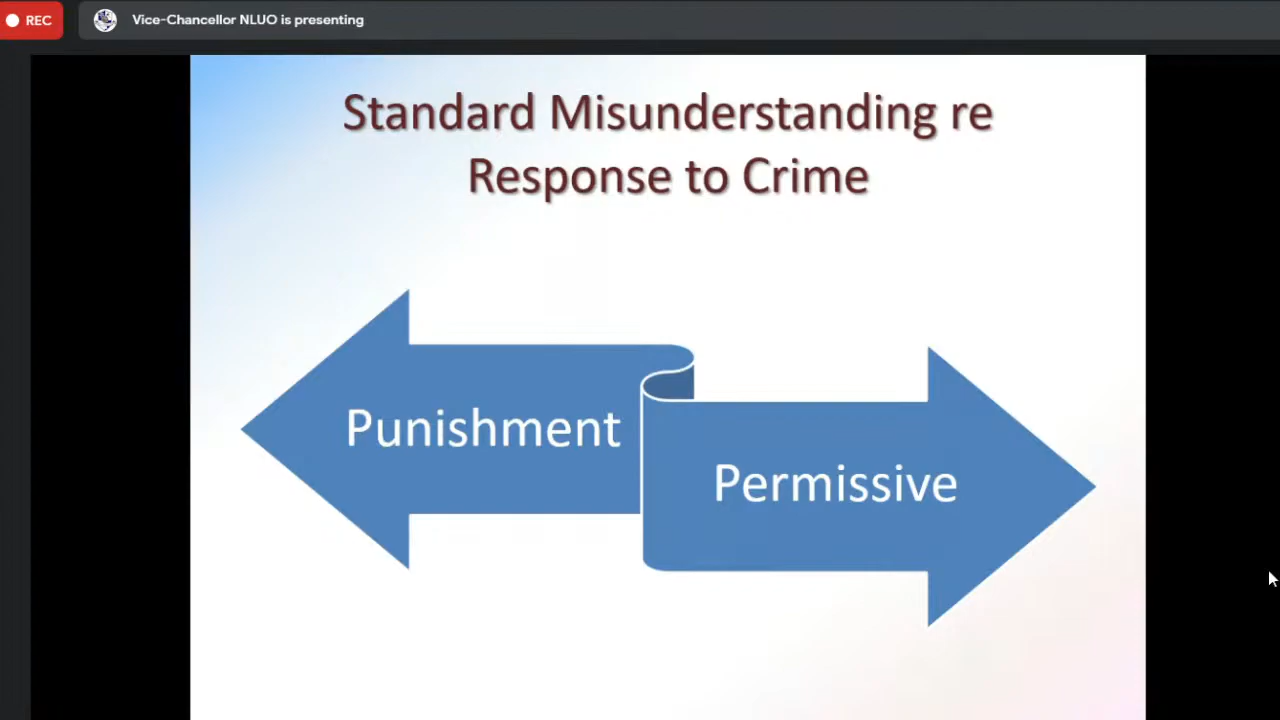 REC
Vice-Chancellor NLUO is presenting
Standard Misunderstanding re
Response to Crime
Punishment
Permissive